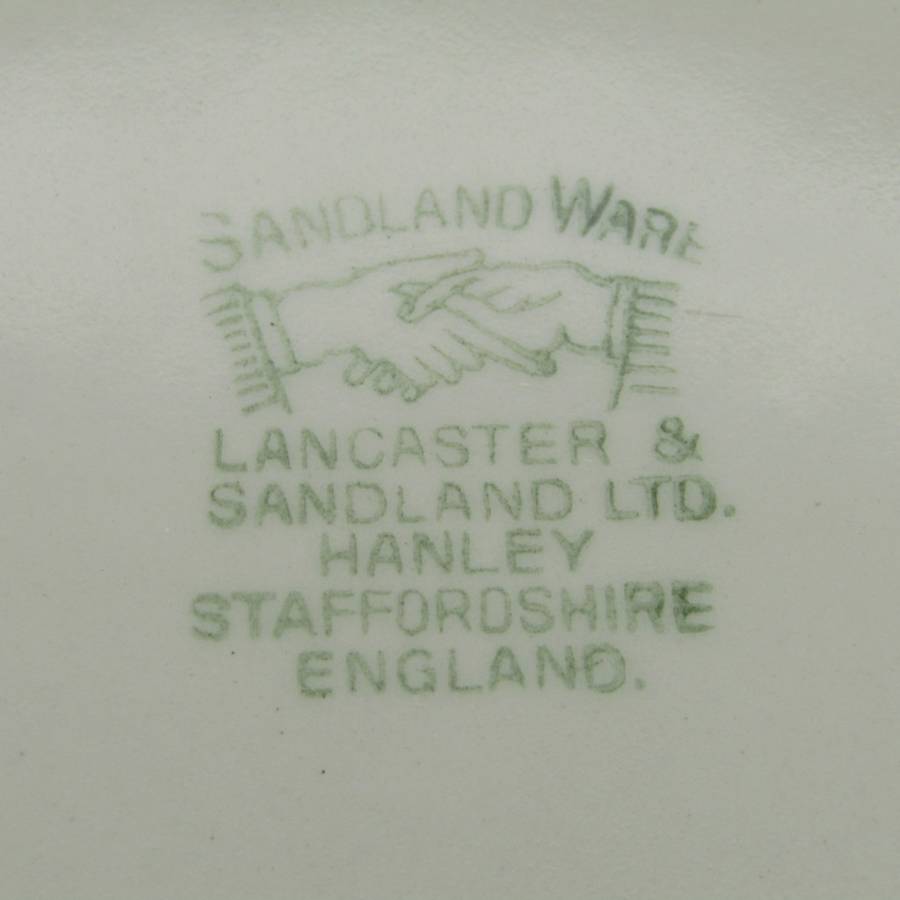 SANDLAND WARE
LANCASTER &
SANDLAND LTD.
HANLEY
STAFFORDSHIRE
ENGLAND.